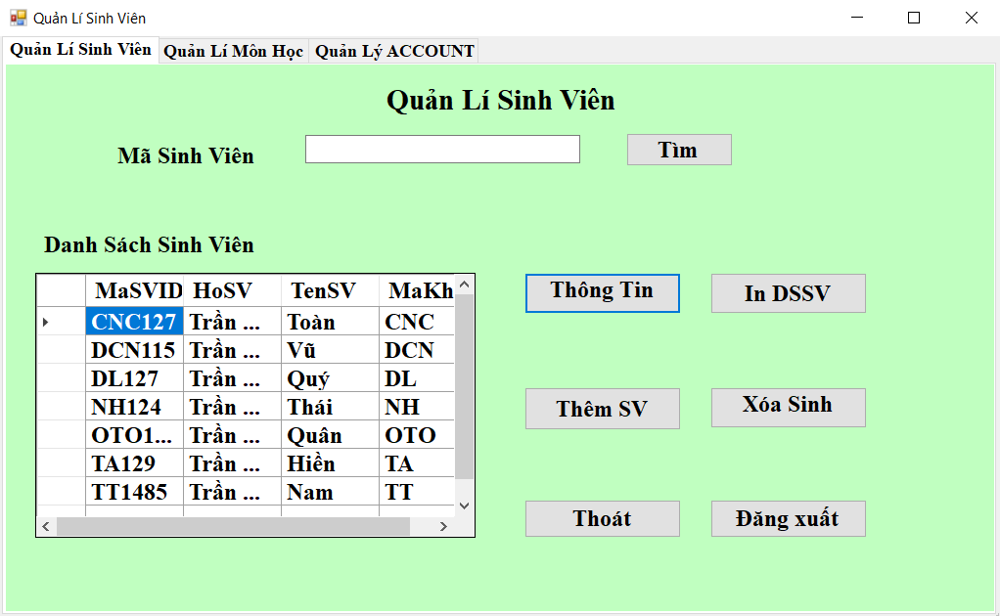 Quản Lí Sinh Viên
Quản Lí Sinh Viên Quản Lí Môn Học Quản Lý ACCOUNT
Quản Lí Sinh Viên
Mã Sinh Viên Tìm
Danh Sách Sinh Viên
MaSVID HoSV TenSV MaKh
CNC127 Trần ... Toàn CNC
DCN115 Trần ... Vũ DCN
DL127 Trần ... Quý DL
NH124 Trần ... Thái NH
OTO1... Trần ... Quân OTO
TA129 Trần ... Hiền TA
TT1485 Trần ... Nam TT
Thông Tin In DSSV
Thêm SV Xóa Sinh
Thoát Đăng xuất